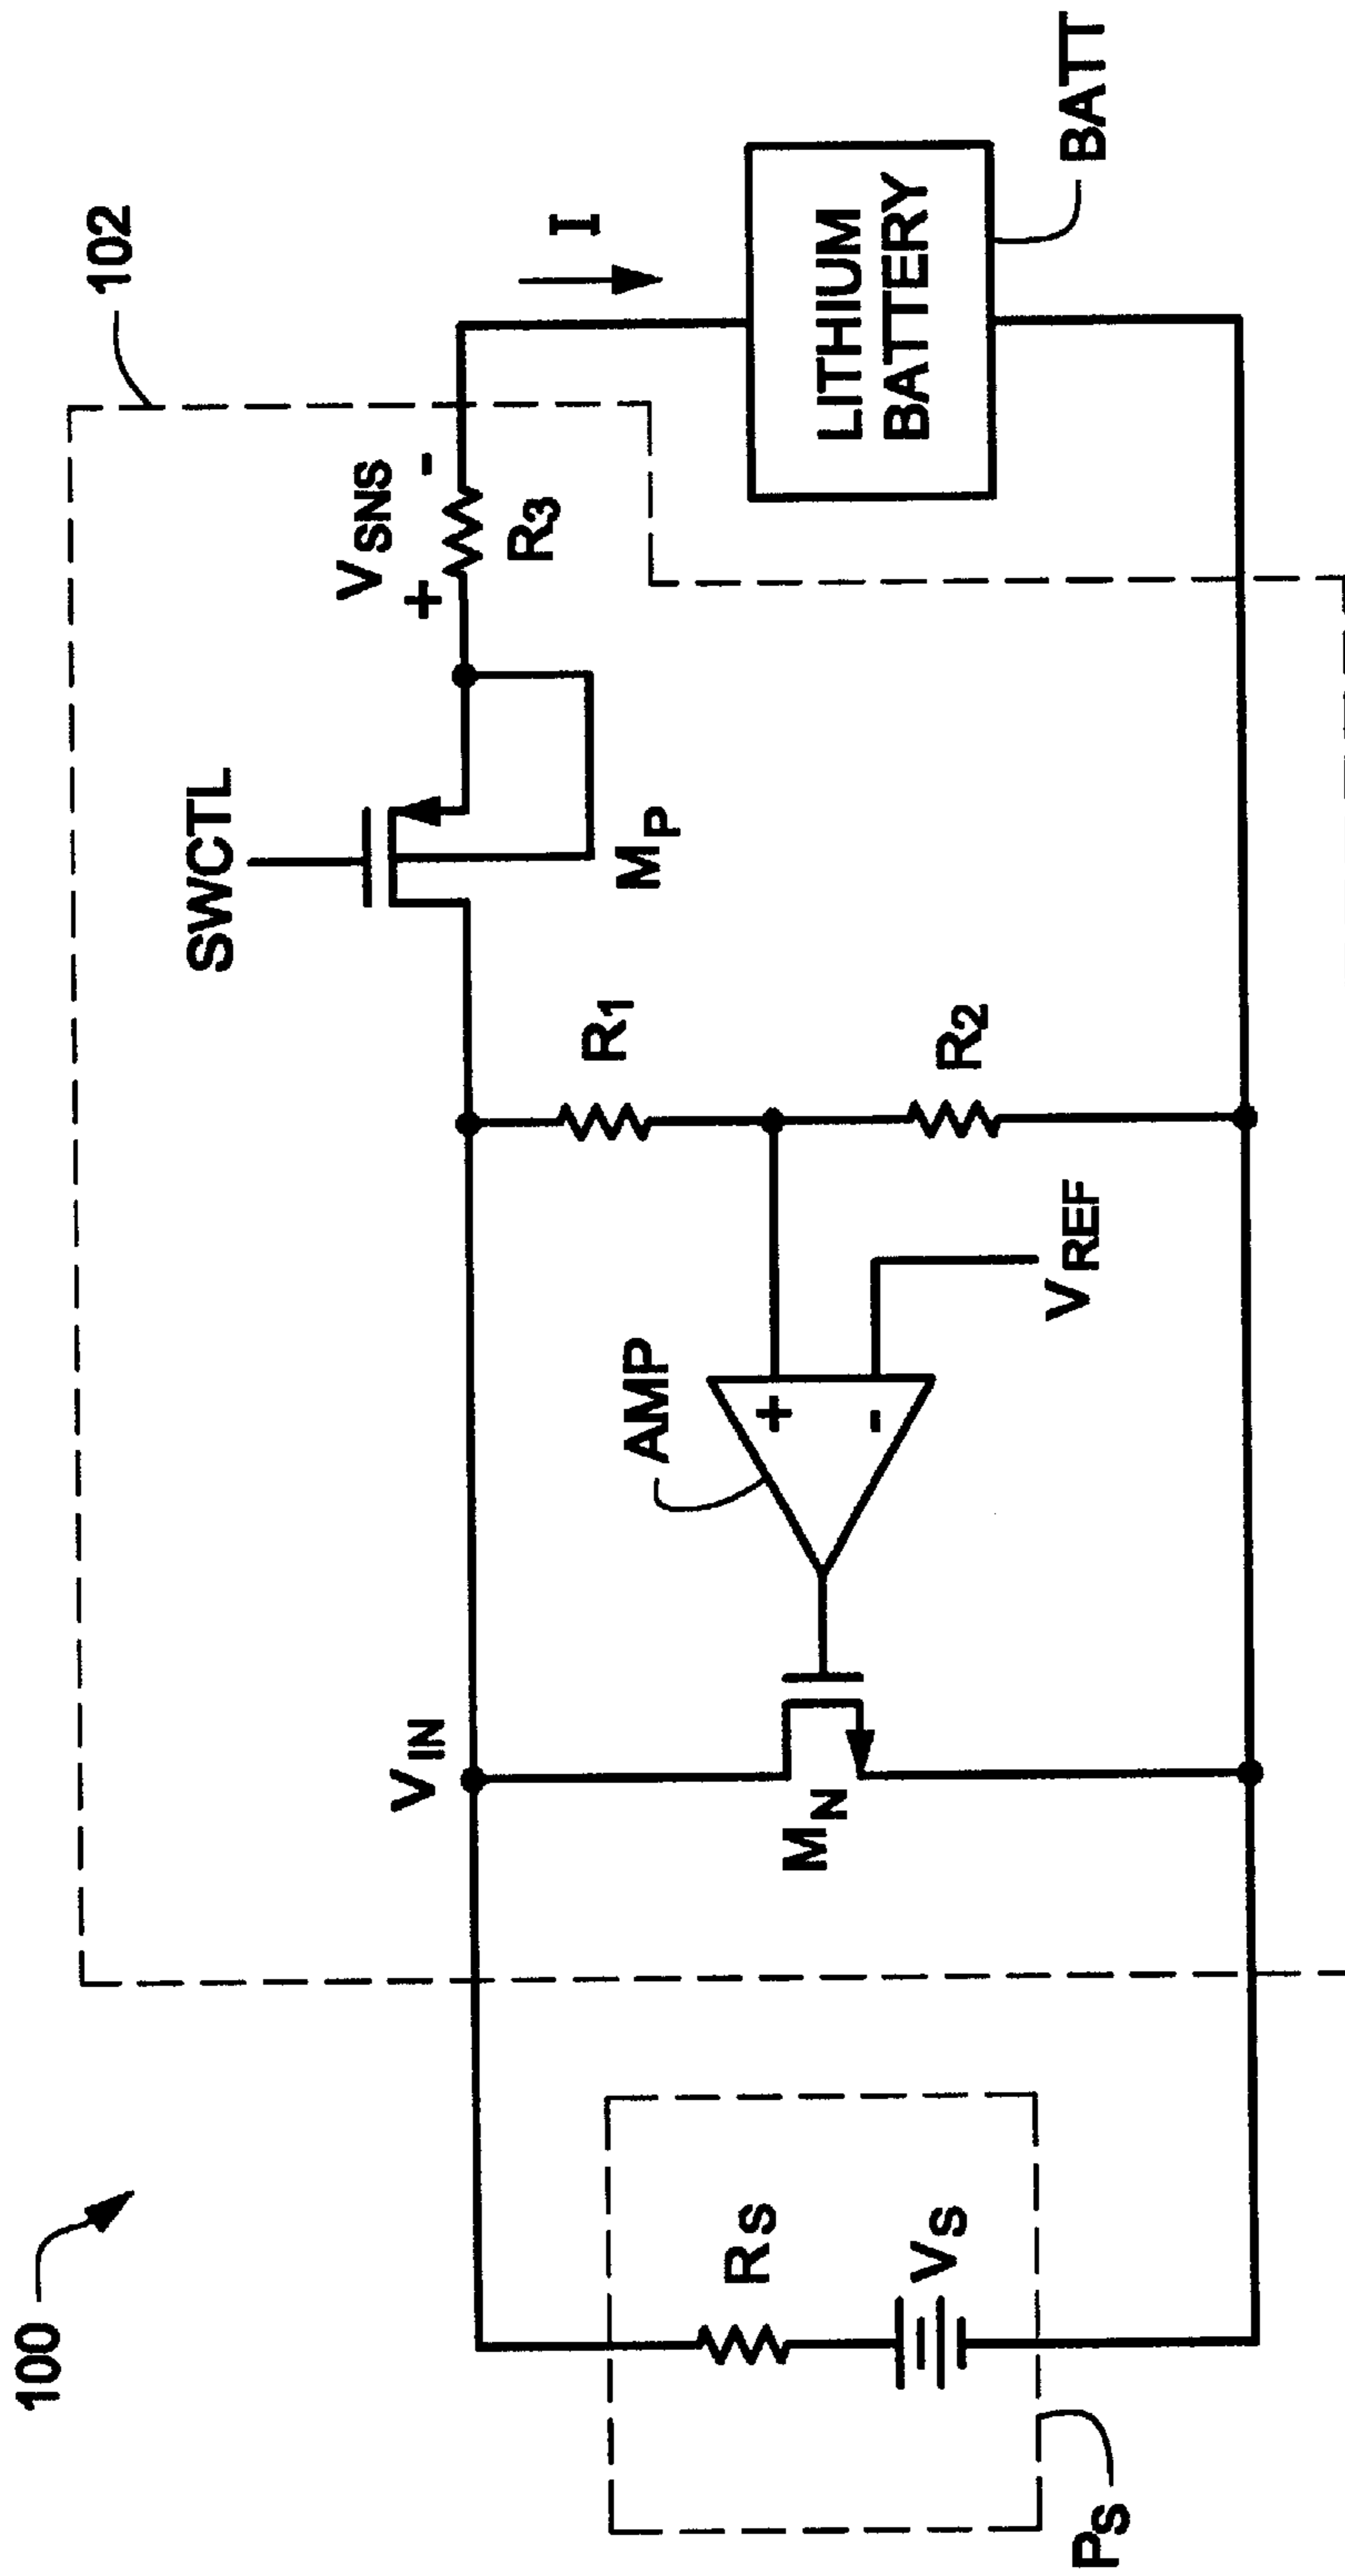 100
102
SWCTL
VSNS
+ -
R3
I
MP
VIN
R1
AMP
+
-
R2
VREF
MN
RS
VS
PS
LITHIUM
BATTERY
BATT